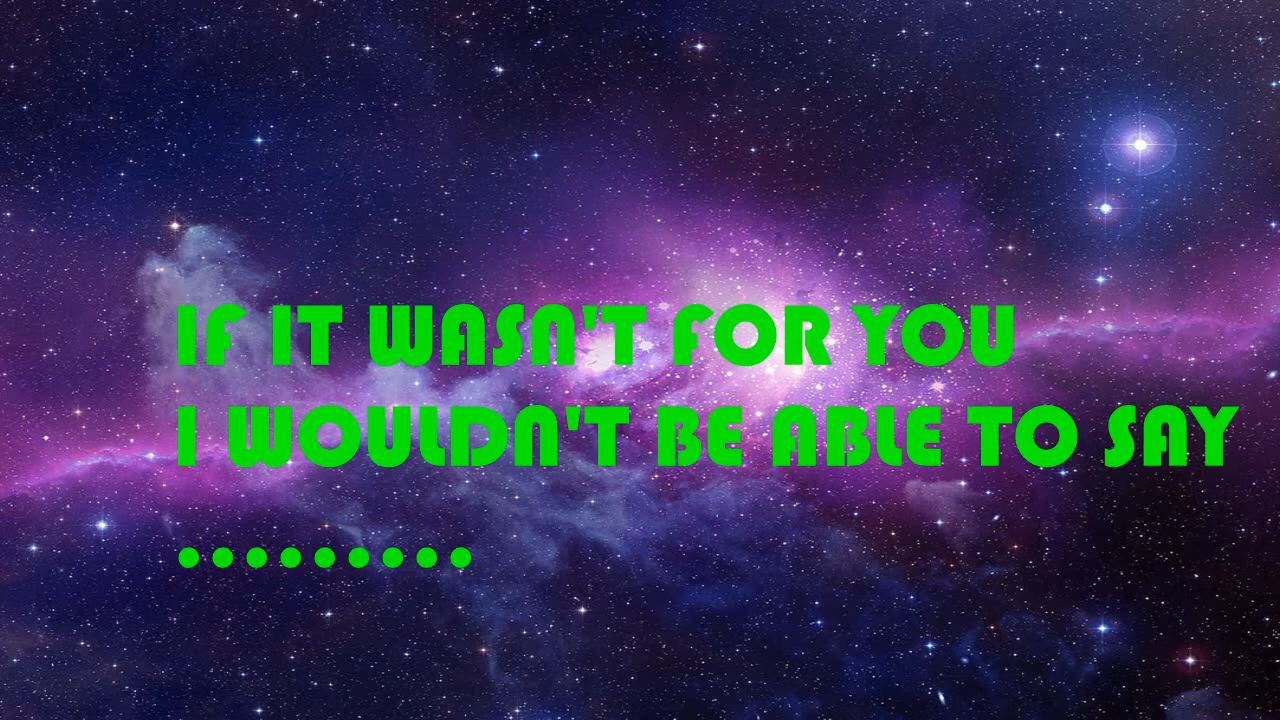 IF IT WASN'T FOR YOU
I WOULDN'T BE ABLE TO SAY
.........